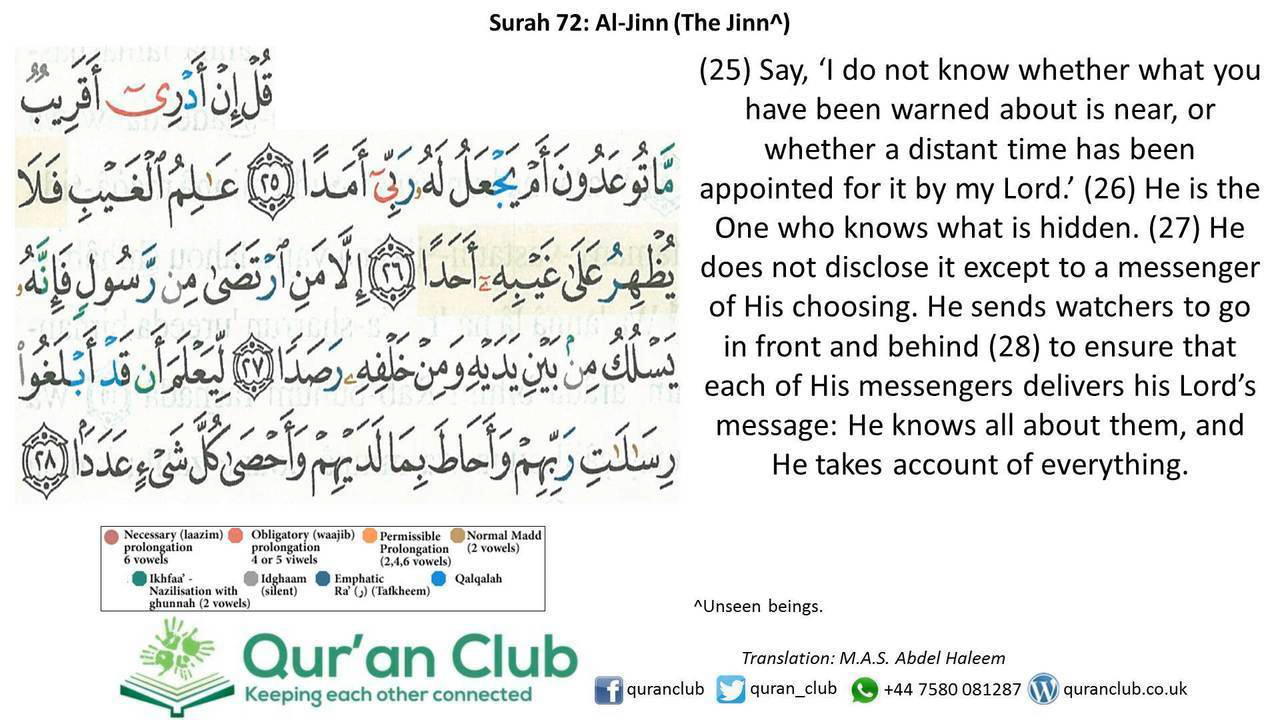 Surah 72: Al-Jinn (The Jinn^)
قُلْ إِنْ أَدْرِىٓ أَقَرِيبٌ
مَّا تُوعَدُونَ أَمْ يَجْعَلُ لَهُۥ رَبِّىٓ أَمَدًا ٢٥ عَٰلِمُ ٱلْغَيْبِ فَلَا
يُظْهِرُ عَلَىٰ غَيْبِهِۦٓ أَحَدًا ٢٦ إِلَّا مَنِ ٱرْتَضَىٰ مِن رَّسُولٍ فَإِنَّهُۥ
يَسْلُكُ مِنۢ بَيْنِ يَدَيْهِ وَمِنْ خَلْفِهِۦ رَصَدًا ٢٧ لِّيَعْلَمَ أَن قَدْ أَبْلَغُوا۟
رِسَٰلَٰتِ رَبِّهِمْ وَأَحَاطَ بِمَا لَدَيْهِمْ وَأَحْصَىٰ كُلَّ شَىْءٍ عَدَدًۢا ٢٨
(25) Say, ‘I do not know whether what you
have been warned about is near, or
whether a distant time has been
appointed for it by my Lord.’ (26) He is the
One who knows what is hidden. (27) He
does not disclose it except to a messenger
of His choosing. He sends watchers to go
in front and behind (28) to ensure that
each of His messengers delivers his Lord’s
message: He knows all about them, and
He takes account of everything.
Necessary (laazim)
prolongation
6 vowels
Obligatory (waajib)
prolongation
4 or 5 viwels
Permissible
Prolongation
(2,4,6 vowels)
Normal Madd
(2 vowels)
Ikhfaa’ -
Nazilisation with
ghunnah (2 vowels)
Idghaam
(silent)
Emphatic
Ra’ (ر) (Tafkheem)
Qalqalah
^Unseen beings.
Qur’an Club
Keeping each other connected
Translation: M.A.S. Abdel Haleem
quranclub
quran_club
+44 7580 081287
quranclub.co.uk